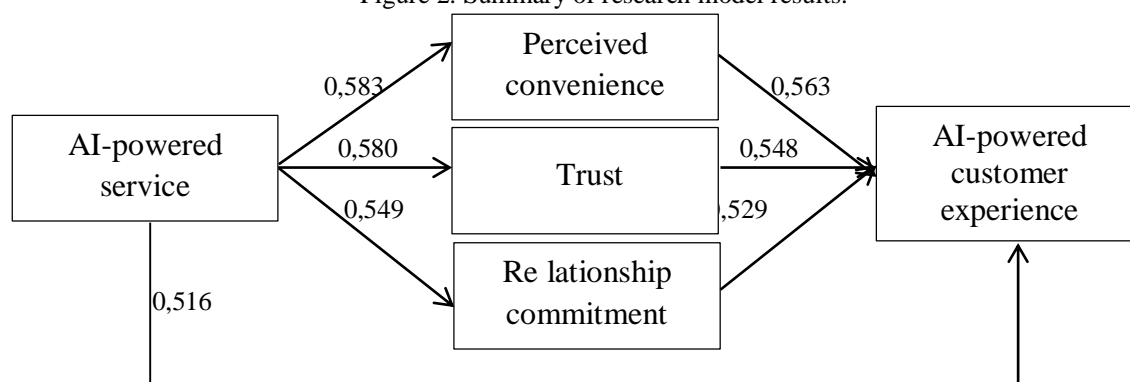 Figure 2. Summary of research model results.
Perceived
convenience
0,583
0,563
AI-powered
service
0,580
Trust
0,548
AI-powered
customer
experience
0,549
,529
Re lationship
commitment
0,516